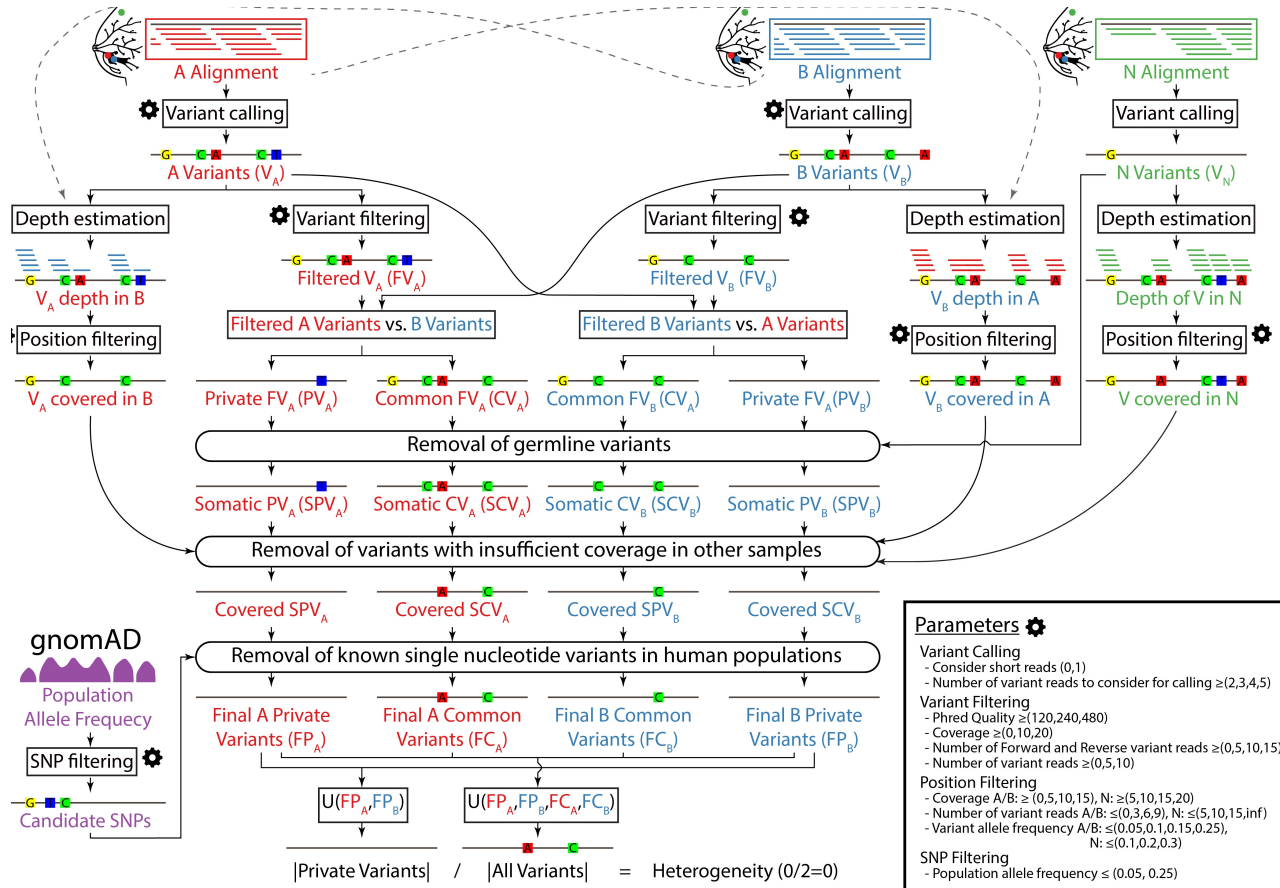 A Alignment
B Alignment
N Alignment
Variant calling
Variant calling
Variant calling
G C A C T
G C A C A
G
A Variants (VA)
B Variants (VB)
N Variants (VN)
Depth estimation
Variant filtering
Variant filtering
Depth estimation
Depth estimation
G C A C T
G C A C T
G C C
G C A C A
G C A C T A
VA depth in B
Filtered VA (FVA)
Filtered VB (FVB)
VB depth in A
Depth of V in N
Position filtering
Filtered A Variants vs. B Variants
Filtered B Variants vs. A Variants
Position filtering
Position filtering
G C C
T
G C A C
G C C
G C A C A
G A C T A
VA covered in B
Private FVA (PVA)
Common FVA (CVA)
Common FVB (CVA)
Private FVA(PVB)
VB covered in A
V covered in N
Removal of germline variants
T
C A C
C C
Somatic PVA (SPVA)
Somatic CVA (SCVA)
Somatic CVB (SCVB)
Somatic PVB (SPVB)
Removal of variants with insufficient coverage in other samples
A C
C
Covered SPVA
Covered SCVA
Covered SPVB
Covered SCVB
gnomAD
Population
Allele Frequecy
SNP filtering
G T C
Candidate SNPs
Removal of known single nucleotide variants in human populations
A C
C
Final A Private
Variants (FPA)
Final A Common
Variants (FCA)
Final B Common
Variants (FCB)
Final B Private
Variants (FPB)
U(FPA,FPB)
U(FPA,FPB,FCA,FCB)
A C
|Private Variants| / |All Variants| = Heterogeneity (0/2=0)
Parameters
Variant Calling
- Consider short reads (0,1)
- Number of variant reads to consider for calling ≥(2,3,4,5)
Variant Filtering
- Phred Quality ≥(120,240,480)
- Coverage ≥(0,10,20)
- Number of Forward and Reverse variant reads ≥(0,5,10,15)
- Number of variant reads ≥(0,5,10)
Position Filtering
- Coverage A/B: ≥ (0,5,10,15), N: ≥(5,10,15,20)
- Number of variant reads A/B: ≤(0,3,6,9), N: ≤(5,10,15,inf)
- Variant allele frequency A/B: ≤(0.05,0.1,0.15,0.25),
N: ≤(0.1,0.2,0.3)
SNP Filtering
- Population allele frequency ≤ (0.05, 0.25)